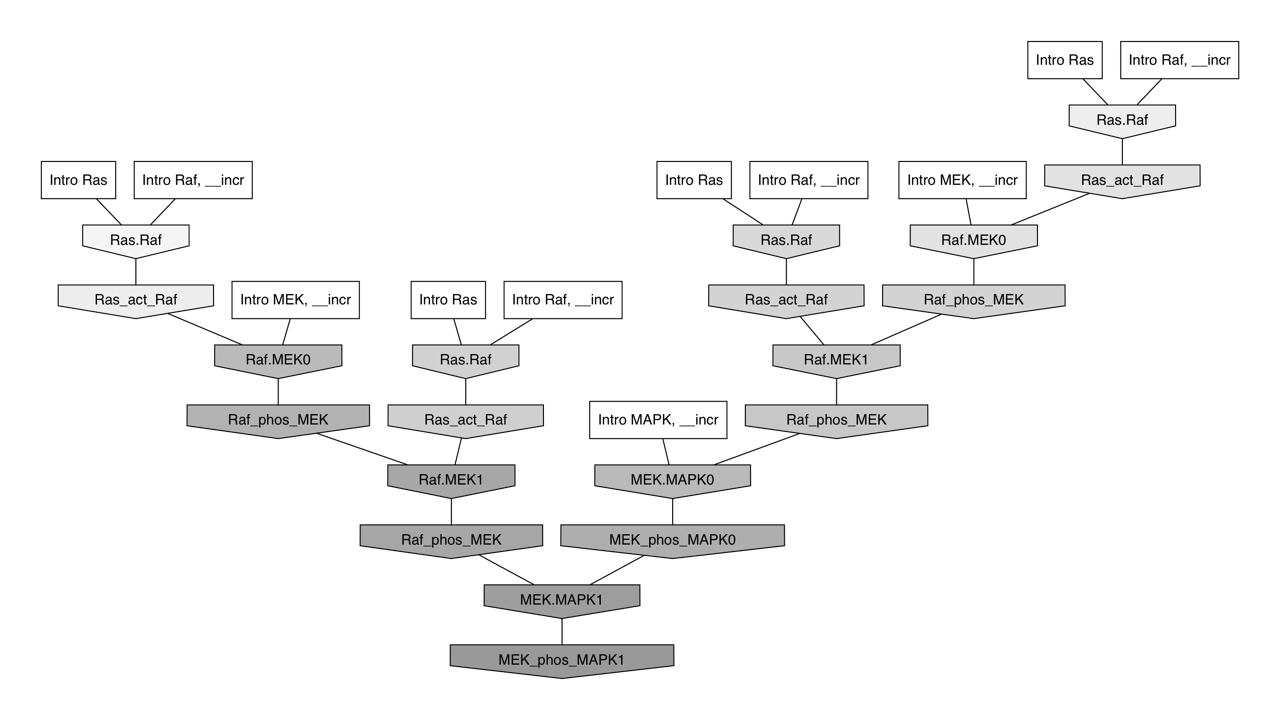 Intro Ras
Intro Raf, __incr
Ras.Raf
Intro Ras
Intro Raf, __incr
Intro Ras
Intro Raf, __incr
Intro MEK, __incr
Ras_act_Raf
Ras.Raf
Ras.Raf
Raf.MEK0
Ras_act_Raf
Intro MEK, __incr
Intro Ras
Intro Raf, __incr
Ras_act_Raf
Raf_phos_MEK
Raf.MEK0
Ras.Raf
Raf.MEK1
Raf_phos_MEK
Ras_act_Raf
Intro MAPK, __incr
Raf_phos_MEK
Raf.MEK1
MEK.MAPK0
Raf_phos_MEK
MEK_phos_MAPK0
MEK.MAPK1
MEK_phos_MAPK1